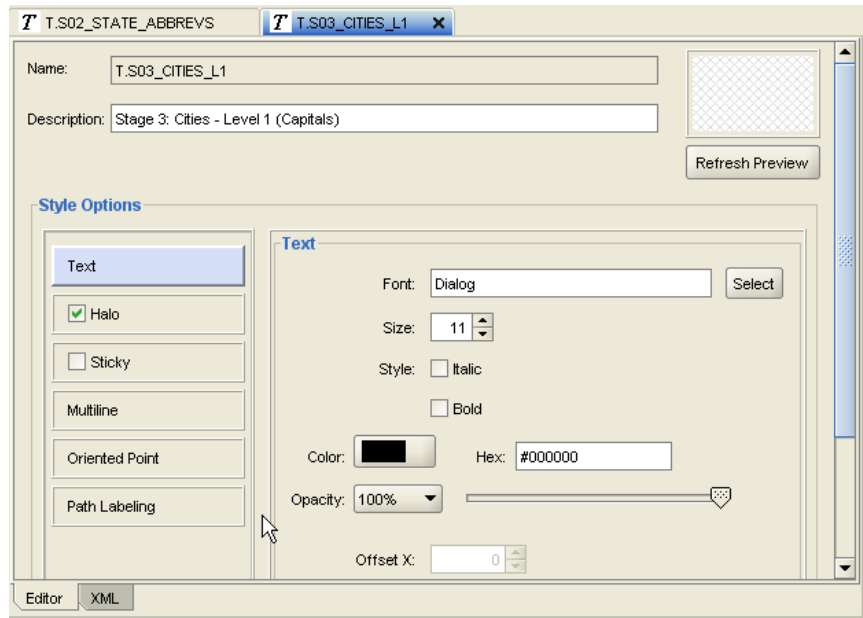 T T.S02_STATE_ABBREVS T T.S03_CITIES_L1
Name: T.S03_CITIES_L1
Description: Stage 3: Cities - Level 1 (Capitals)
Refresh Preview
Style Options
Text
Halo
Sticky
Multiline
Oriented Point
Path Labeling
Text
Font: Dialog Select
Size: 11
Style: Italic
Bold
Color: Hex: #000000
Opacity: 100%
Offset X: 0
Editor XML